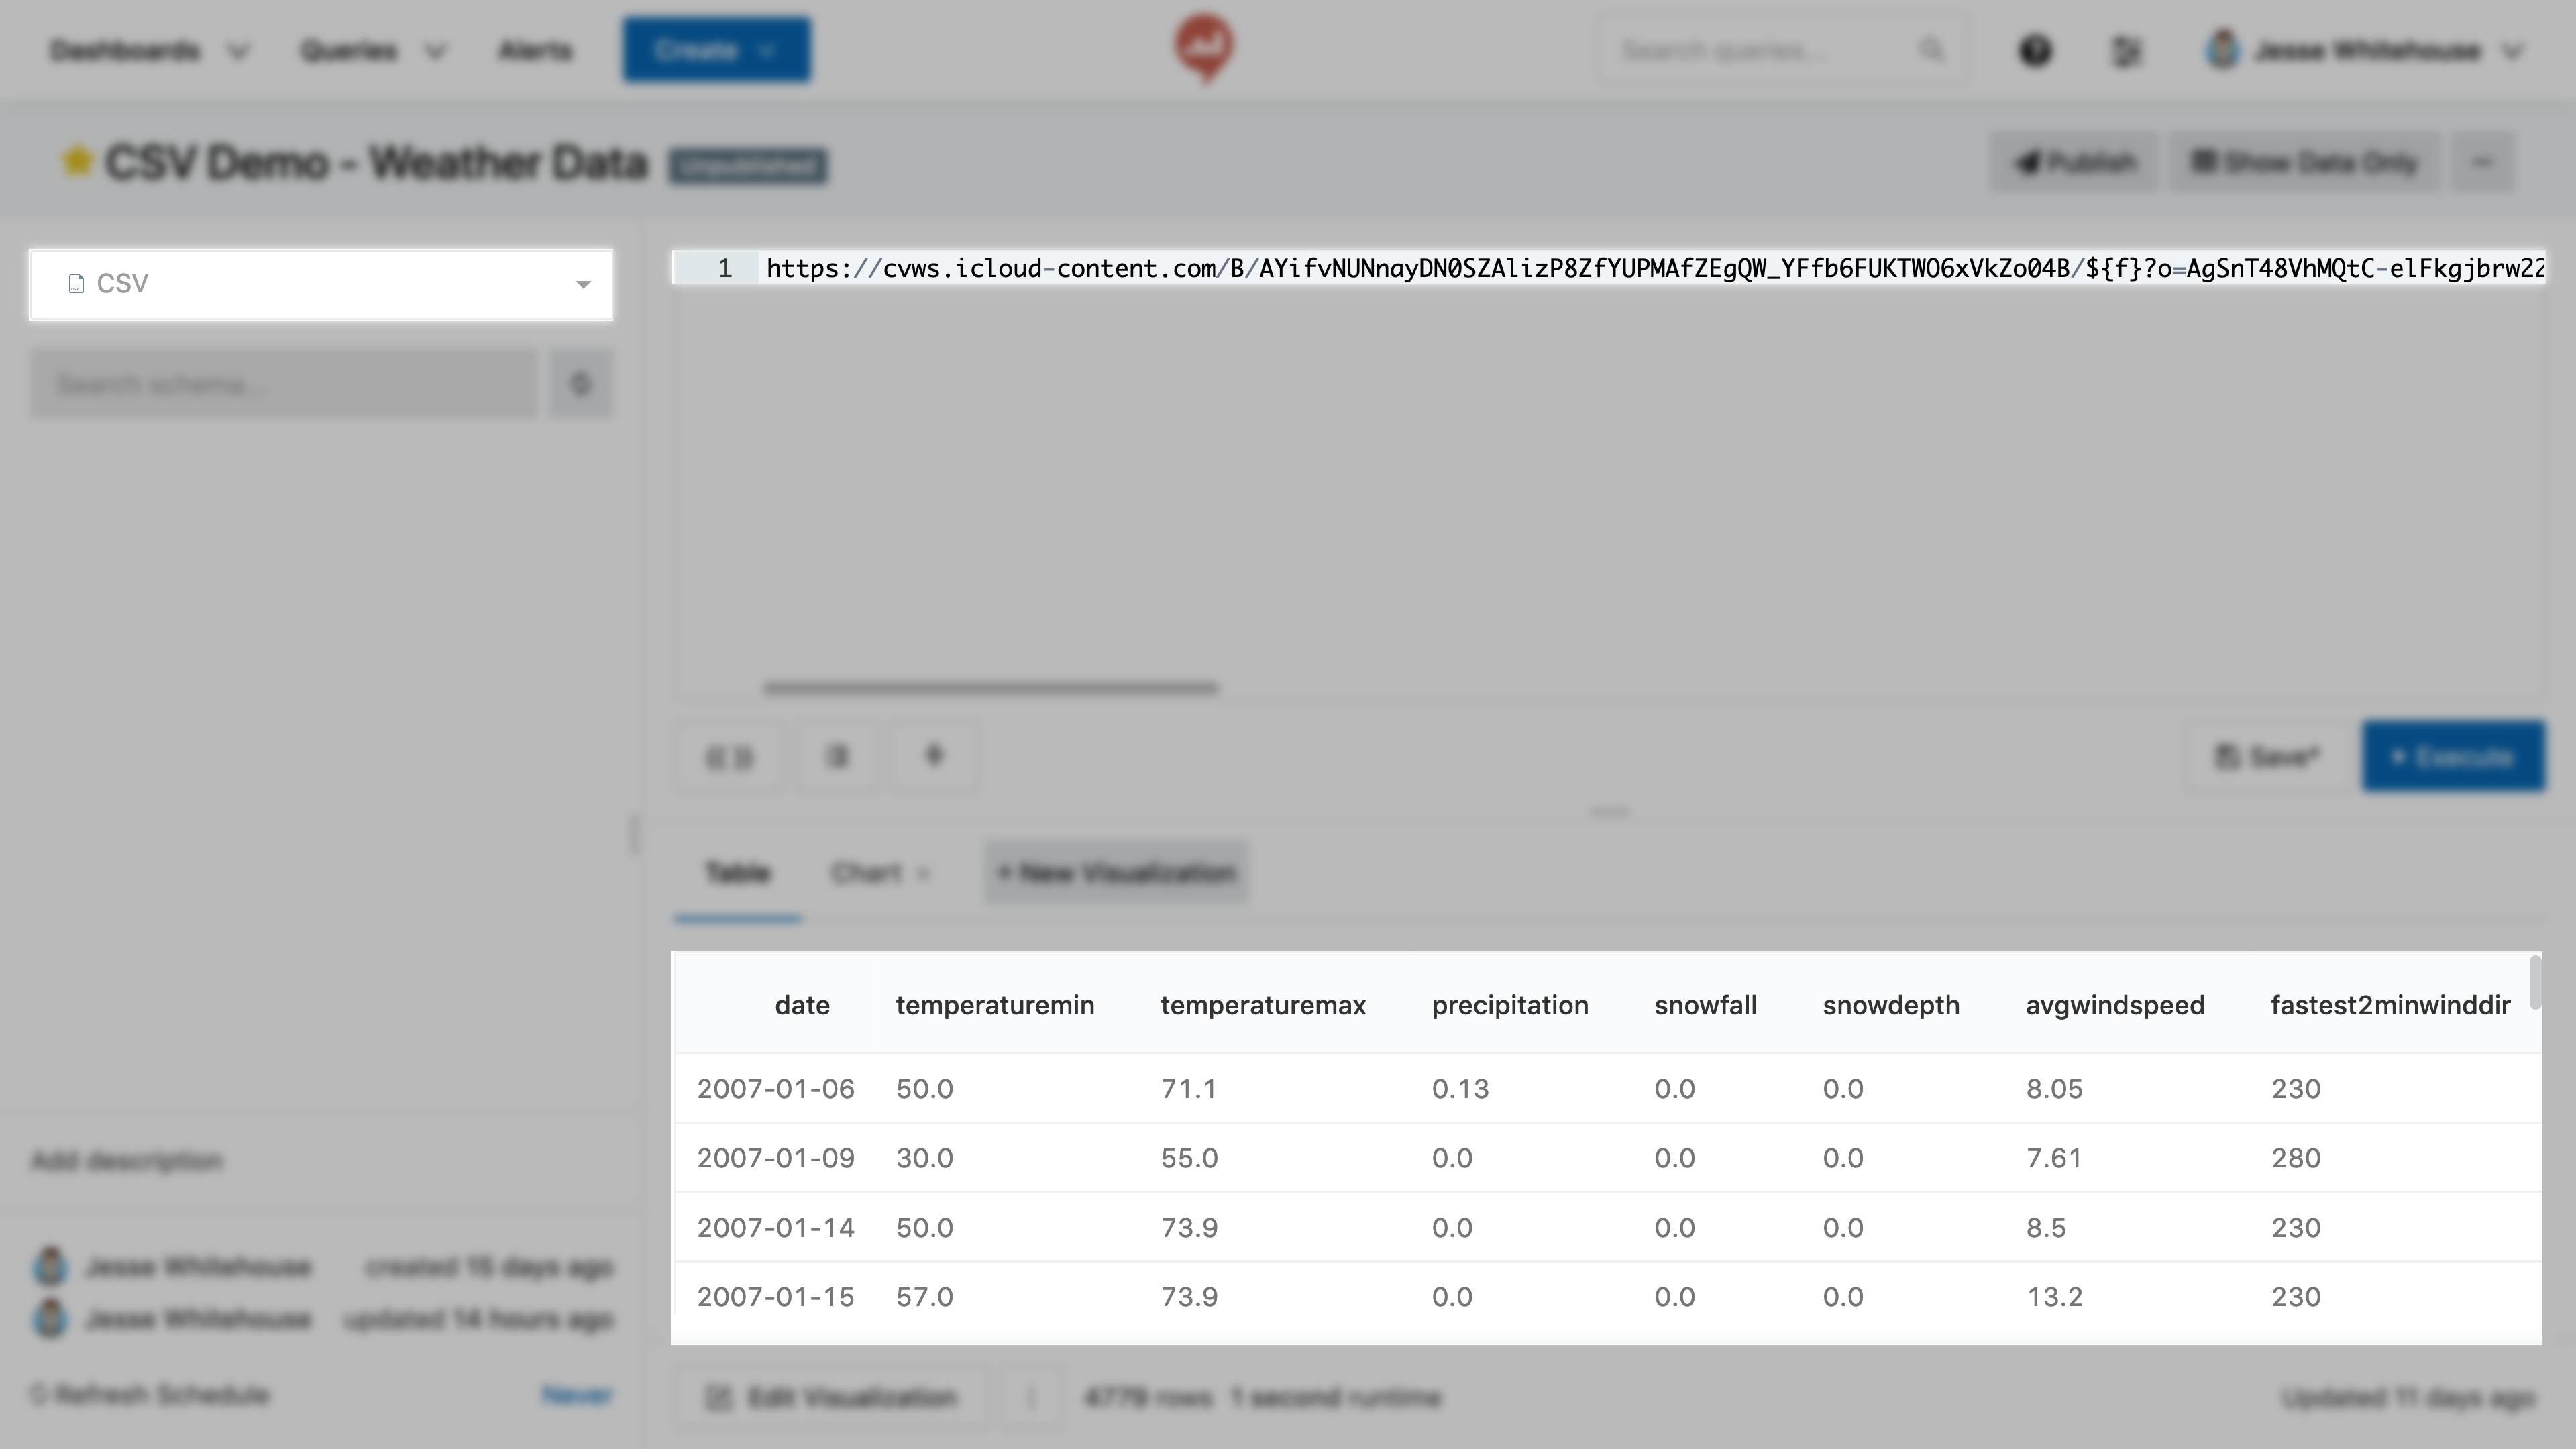 Dashboards Queries Alerts Create Search queries... Jesse Whitehouse
CSV Demo - Weather Data Unpublished Publish Show Data Only
CSV
1 https://cvws.icloud-content.com/B/AYifvNUNnayDN0SZAlizP8ZfYUPMAfZEgQW_YFfb6FUKTWO6xVkZo04B/${f}?o=AgSnT48VhMQtC-elFkgjbrw22
Search schema...
{{ }} Save* Execute
Table Chart × + New Visualization
date temperaturemin temperaturemax precipitation snowfall snowdepth avgwindspeed fastest2minwinddir
2007-01-06 50.0 71.1 0.13 0.0 0.0 8.05 230
2007-01-09 30.0 55.0 0.0 0.0 0.0 7.61 280
2007-01-14 50.0 73.9 0.0 0.0 0.0 8.5 230
2007-01-15 57.0 73.9 0.0 0.0 0.0 13.2 230
Add description
Jesse Whitehouse created 15 days ago
Jesse Whitehouse updated 14 hours ago
Refresh Schedule Never
Edit Visualization 4779 rows 1 second runtime Updated 11 days ago